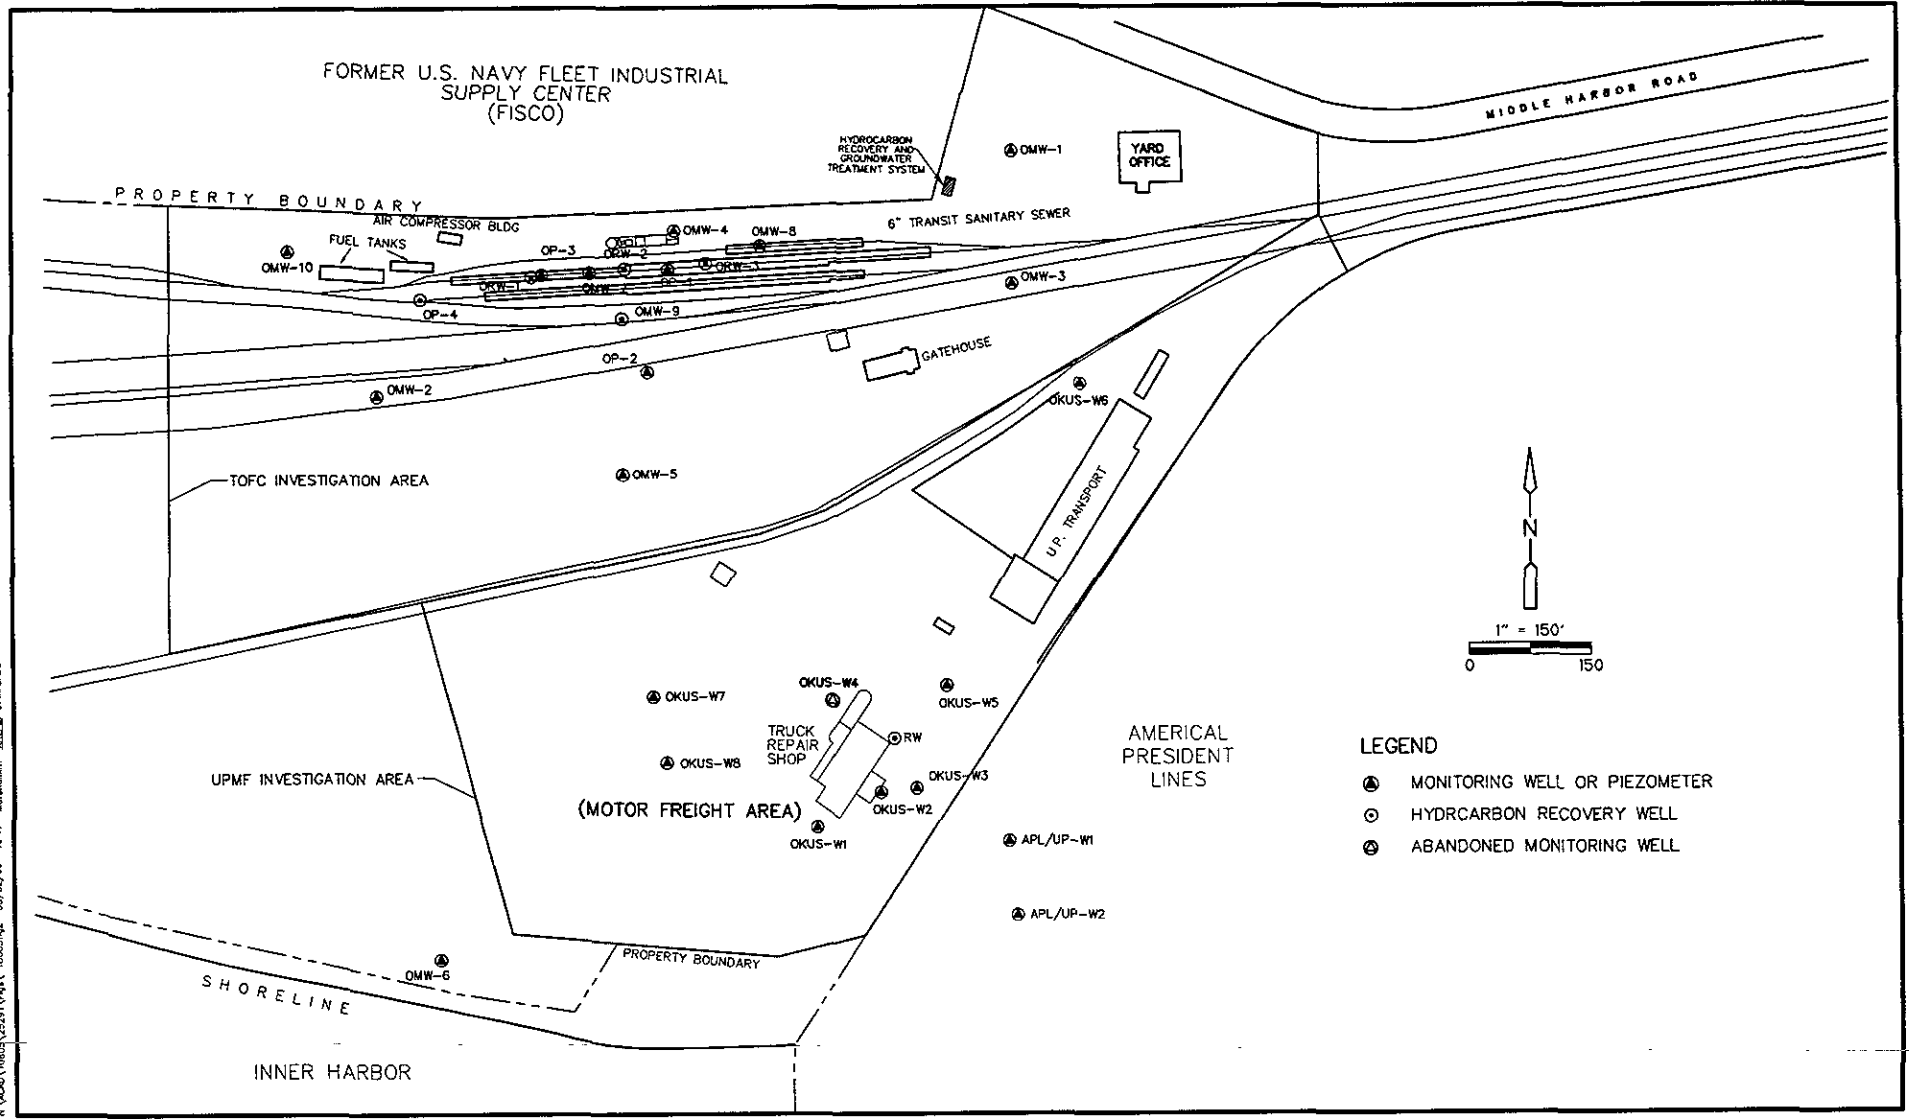 FORMER U.S. NAVY FLEET INDUSTRIAL
SUPPLY CENTER
(FISCO)
MIDDLE HARBOR ROAD
HYDROCARBON
RECOVERY AND
GROUNDWATER
TREATMENT SYSTEM
OMW-1
YARD
OFFICE
PROPERTY BOUNDARY
AIR COMPRESSOR BLDG
6" TRANSIT SANITARY SEWER
FUEL TANKS
OMW-4
OMW-8
OP-3
ORW-2
OMW-10
ORW-3
ORW-1
OMW-3
OP-4
OMW-9
GATEHOUSE
OP-2
OMW-2
OKUS-W6
TOFC INVESTIGATION AREA
OMW-5
U.P. TRANSPORT
N
1" = 150'
0 150
OKUS-W7
OKUS-W4
OKUS-W5
TRUCK
REPAIR
SHOP
RW
AMERICAL
PRESIDENT
LINES
LEGEND
MONITORING WELL OR PIEZOMETER
HYDRCARBON RECOVERY WELL
ABANDONED MONITORING WELL
OKUS-W8
UPMF INVESTIGATION AREA
OKUS-W3
(MOTOR FREIGHT AREA)
OKUS-W2
OKUS-W1
APL/UP-W1
APL/UP-W2
PROPERTY BOUNDARY
OMW-6
SHORELINE
INNER HARBOR